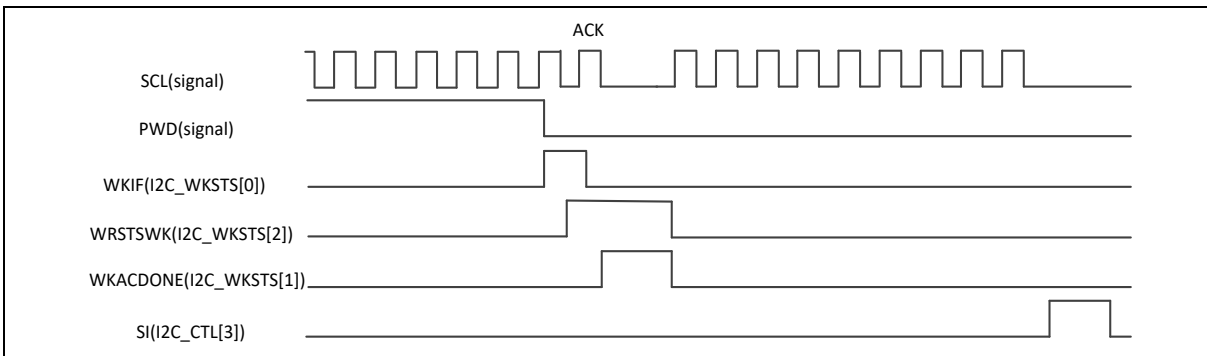 ACK
SCL(signal)
PWD(signal)
WKIF(I2C_WKSTS[0])
WRSTSWK(I2C_WKSTS[2])
WKACDONE(I2C_WKSTS[1])
SI(I2C_CTL[3])